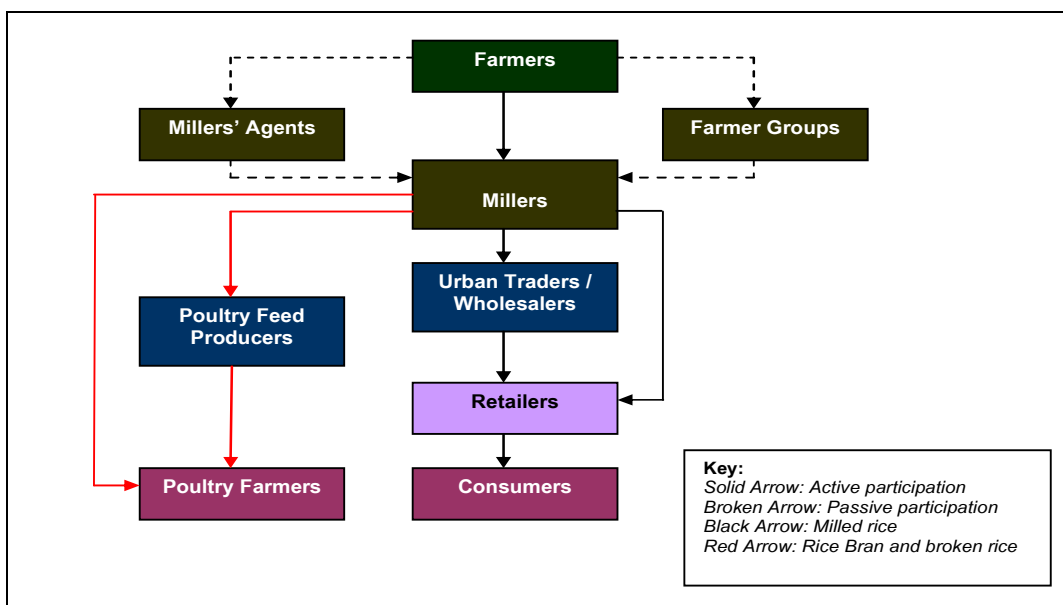 Farmers
Millers’ Agents
Farmer Groups
Millers
Urban Traders /
Wholesalers
Poultry Feed
Producers
Retailers
Poultry Farmers
Consumers
Key:
Solid Arrow: Active participation
Broken Arrow: Passive participation
Black Arrow: Milled rice
Red Arrow: Rice Bran and broken rice